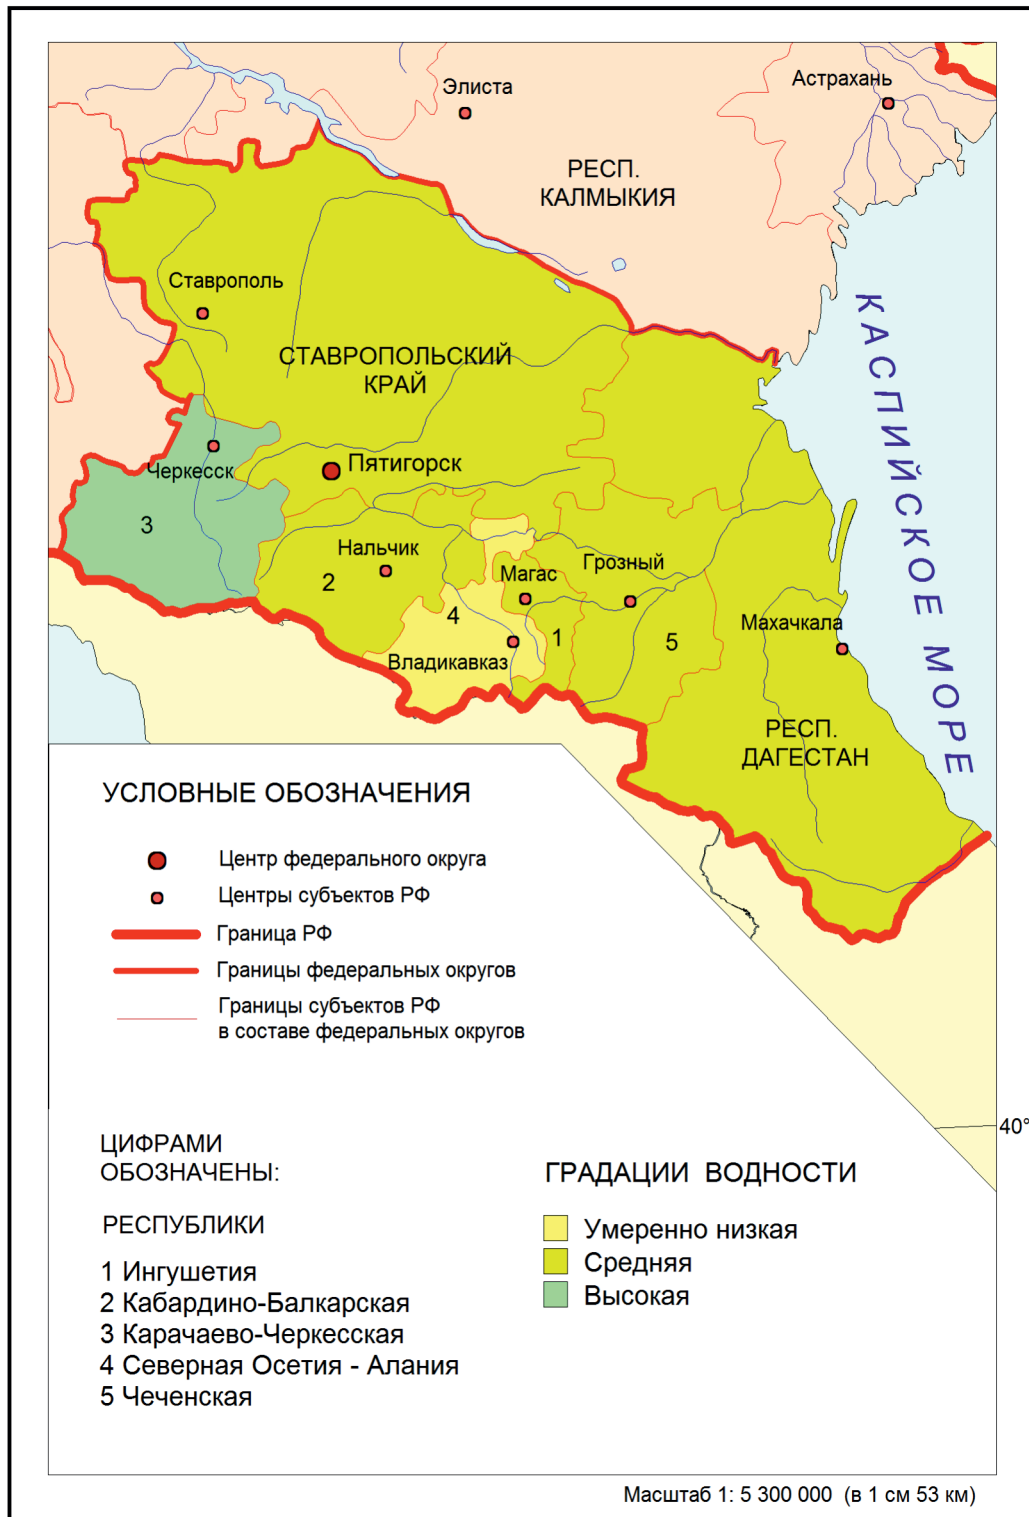 Элиста
Астрахань
РЕСП.
КАЛМЫКИЯ
Ставрополь
СТАВРОПОЛЬСКИЙ
КРАЙ
КАСПИЙСКОЕ МОРЕ
Черкесск
Пятигорск
3
Нальчик
2
Магас
Грозный
4
1
5
Махачкала
Владикавказ
РЕСП.
ДАГЕСТАН
УСЛОВНЫЕ ОБОЗНАЧЕНИЯ
Центр федерального округа
Центры субъектов РФ
Граница РФ
Границы федеральных округов
Границы субъектов РФ
в составе федеральных округов
40°
ЦИФРАМИ
ОБОЗНАЧЕНЫ:
РЕСПУБЛИКИ
1 Ингушетия
2 Кабардино-Балкарская
3 Карачаево-Черкесская
4 Северная Осетия - Алания
5 Чеченская
ГРАДАЦИИ ВОДНОСТИ
Умеренно низкая
Средняя
Высокая
Масштаб 1: 5 300 000 (в 1 см 53 км)